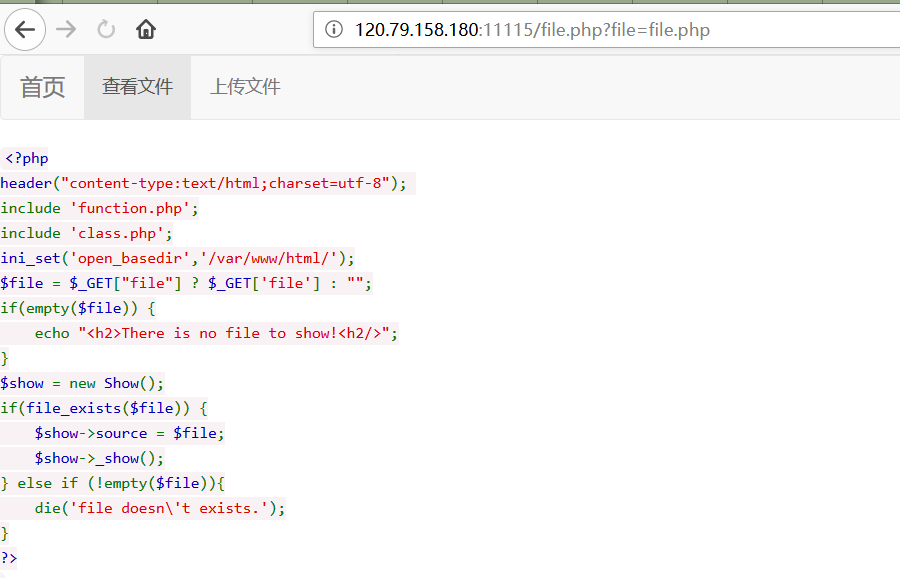 120.79.158.180:11115/file.php?file=file.php
首页 查看文件 上传文件
<?php
header("content-type:text/html;charset=utf-8");
include 'function.php';
include 'class.php';
ini_set('open_basedir','/var/www/html/');
$file = $_GET["file"] ? $_GET['file'] : "";
if(empty($file)) {
    echo "<h2>There is no file to show!<h2/>";
}
$show = new Show();
if(file_exists($file)) {
    $show->source = $file;
    $show->_show();
} else if (!empty($file)){
    die('file doesn\'t exists.');
}
?>